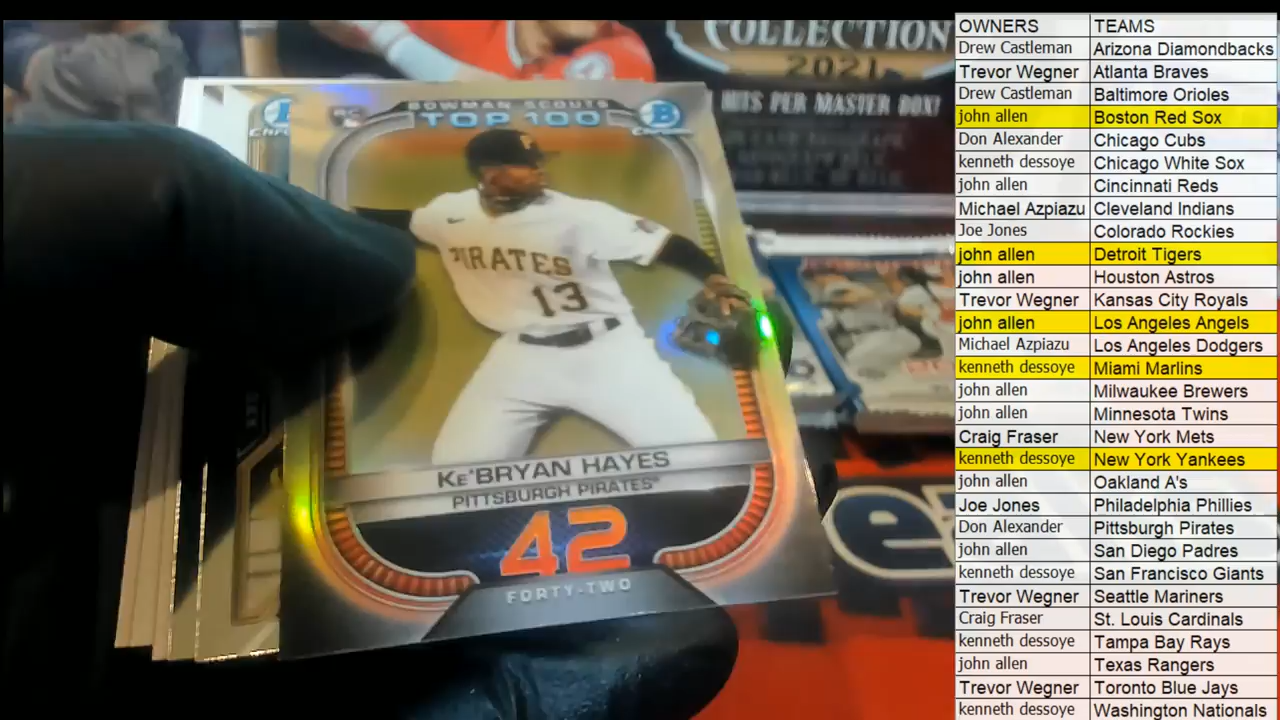 COLLECTION
2021
HITS PER MASTER BOX!
BOWMAN SCOUTS
TOP 100
RC
B
CHROME
PIRATES
13
KE'BRYAN HAYES
PITTSBURGH PIRATES
42
FORTY-TWO
OWNERS TEAMS
Drew Castleman Arizona Diamondbacks
Trevor Wegner Atlanta Braves
Drew Castleman Baltimore Orioles
john allen Boston Red Sox
Don Alexander Chicago Cubs
kenneth dessoye Chicago White Sox
john allen Cincinnati Reds
Michael Azpiazu Cleveland Indians
Joe Jones Colorado Rockies
john allen Detroit Tigers
john allen Houston Astros
Trevor Wegner Kansas City Royals
john allen Los Angeles Angels
Michael Azpiazu Los Angeles Dodgers
kenneth dessoye Miami Marlins
john allen Milwaukee Brewers
john allen Minnesota Twins
Craig Fraser New York Mets
kenneth dessoye New York Yankees
john allen Oakland A's
Joe Jones Philadelphia Phillies
Don Alexander Pittsburgh Pirates
john allen San Diego Padres
kenneth dessoye San Francisco Giants
Trevor Wegner Seattle Mariners
Craig Fraser St. Louis Cardinals
kenneth dessoye Tampa Bay Rays
john allen Texas Rangers
Trevor Wegner Toronto Blue Jays
kenneth dessoye Washington Nationals